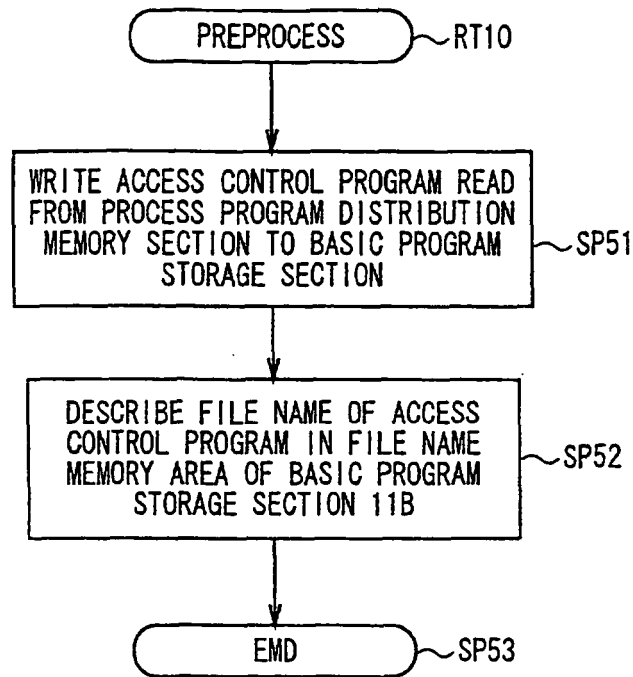 PREPROCESS
RT10
WRITE ACCESS CONTROL PROGRAM READ
FROM PROCESS PROGRAM DISTRIBUTION
MEMORY SECTION TO BASIC PROGRAM
STORAGE SECTION
SP51
DESCRIBE FILE NAME OF ACCESS
CONTROL PROGRAM IN FILE NAME
MEMORY AREA OF BASIC PROGRAM
STORAGE SECTION 11B
SP52
EMD
SP53